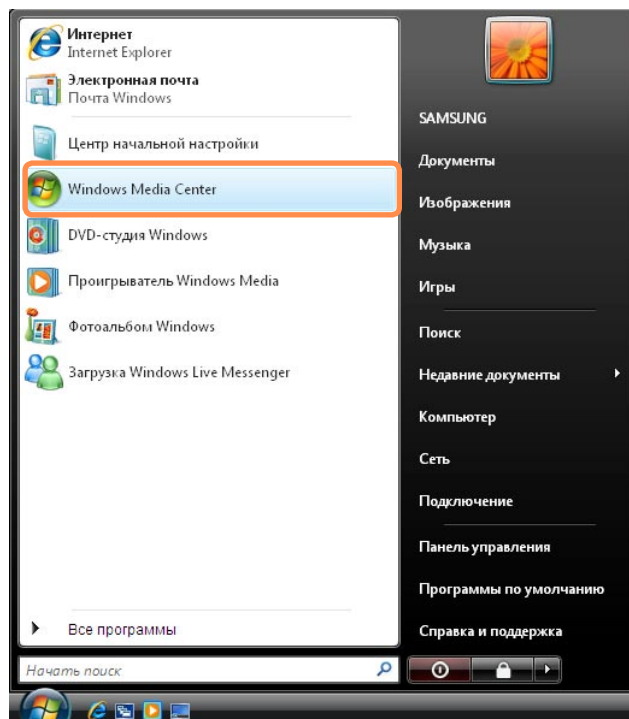 Интернет
Internet Explorer
Электронная почта
Почта Windows
Центр начальной настройки
Windows Media Center
DVD-студия Windows
Проигрыватель Windows Media
Фотоальбом Windows
Загрузка Windows Live Messenger
Все программы
Начать поиск
SAMSUNG
Документы
Изображения
Музыка
Игры
Поиск
Недавние документы
Компьютер
Сеть
Подключение
Панель управления
Программы по умолчанию
Справка и поддержка